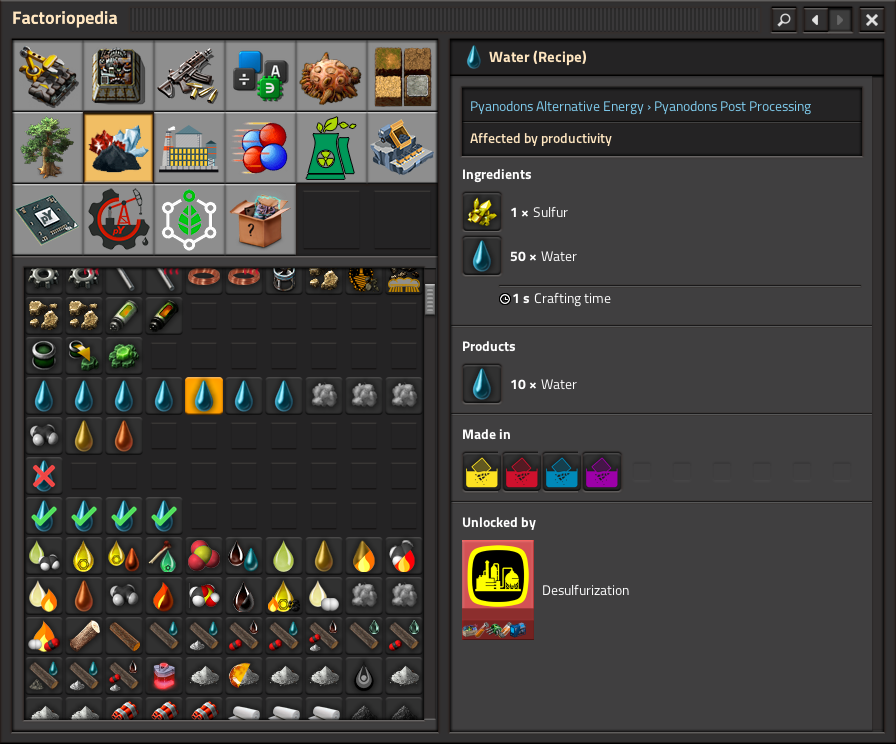 Factoriopedia
Water (Recipe)
Pyanodons Alternative Energy › Pyanodons Post Processing
Affected by productivity
Ingredients
1 × Sulfur
50 × Water
1 s Crafting time
Products
10 × Water
Made in
Unlocked by
Desulfurization